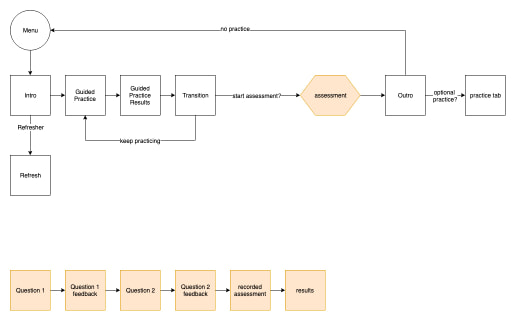 no practice
Menu
Intro
Guided
Practice
Guided
Practice
Results
Transition
start assessment?
assessment
Outro
optional
practice?
practice tab
Refresher
keep practicing
Refresh
Question 1
Question 1
feedback
Question 2
Question 2
feedback
recorded
assessment
results